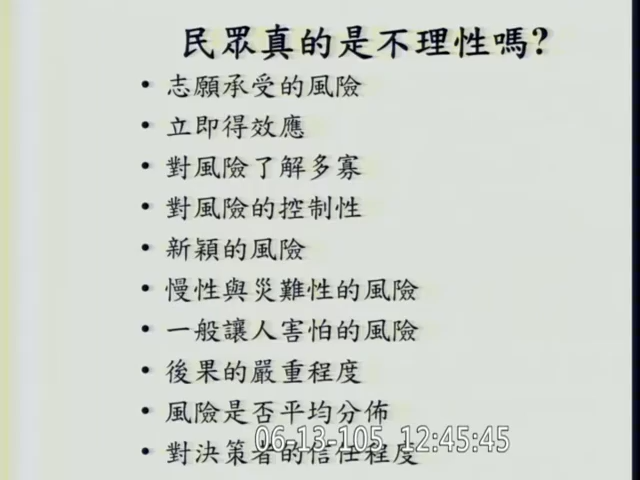 民眾真的是不理性嗎?
• 志願承受的風險
• 立即得效應
• 對風險了解多寡
• 對風險的控制性
• 新穎的風險
• 慢性與災難性的風險
• 一般讓人害怕的風險
• 後果的嚴重程度
• 風險是否平均分佈
• 對決策者的信任程度
06-13-105 12:45:45